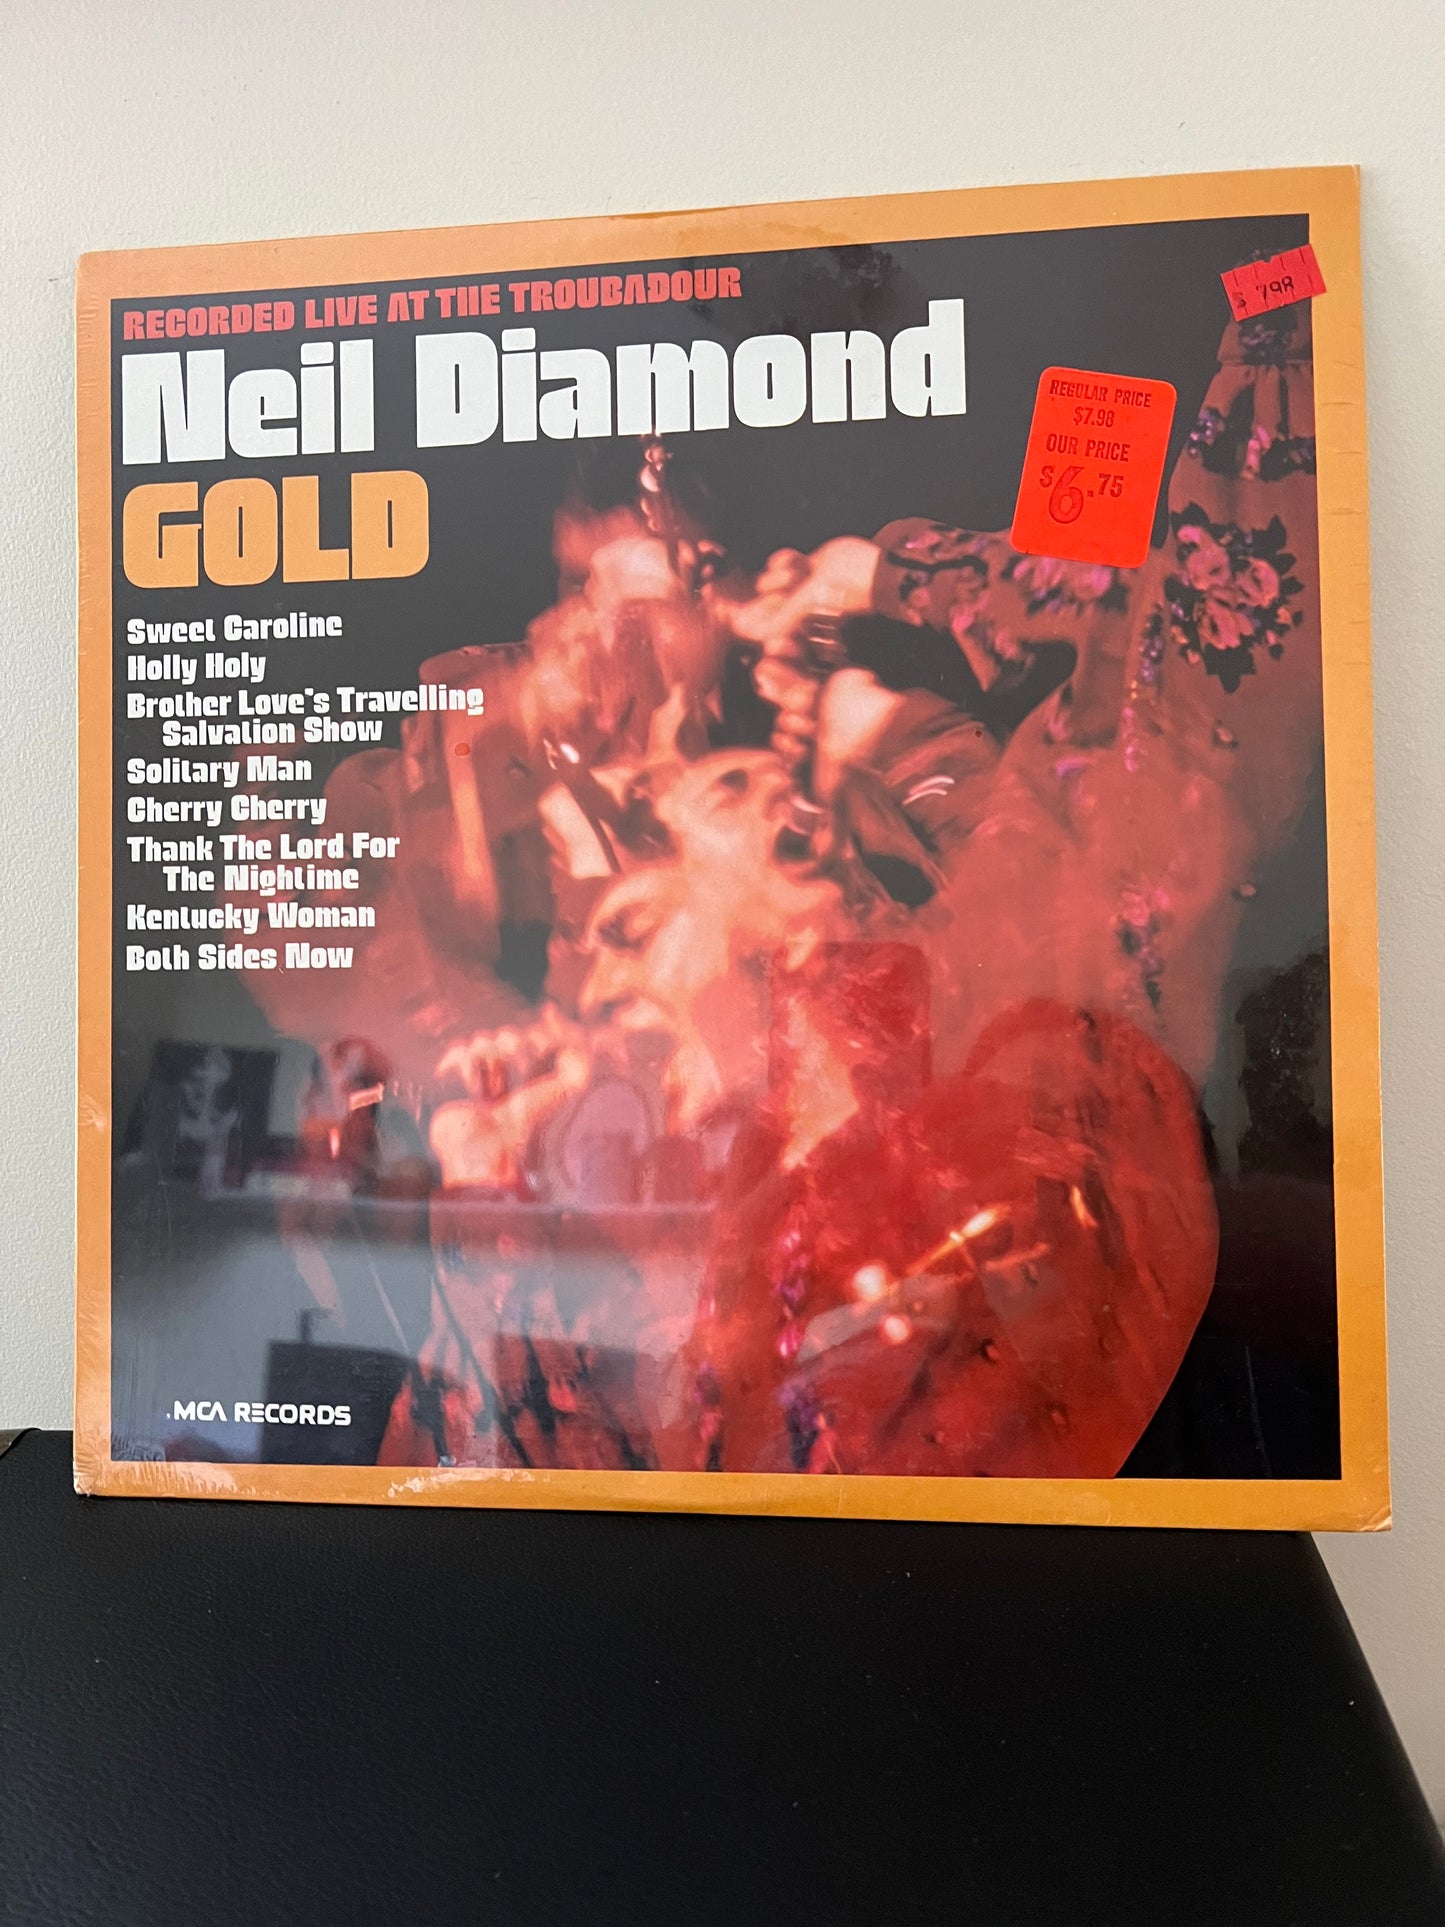 RECORDED LIVE AT THE TROUBADOUR
Neil Diamond
GOLD
Sweet Caroline
Holly Holy
Brother Love's Travelling
Salvation Show
Solitary Man
Cherry Cherry
Thank The Lord For
The Nightime
Kentucky Woman
Both Sides Now
MCA RECORDS
$ 798
REGULAR PRICE
$7.98
OUR PRICE
$6.75